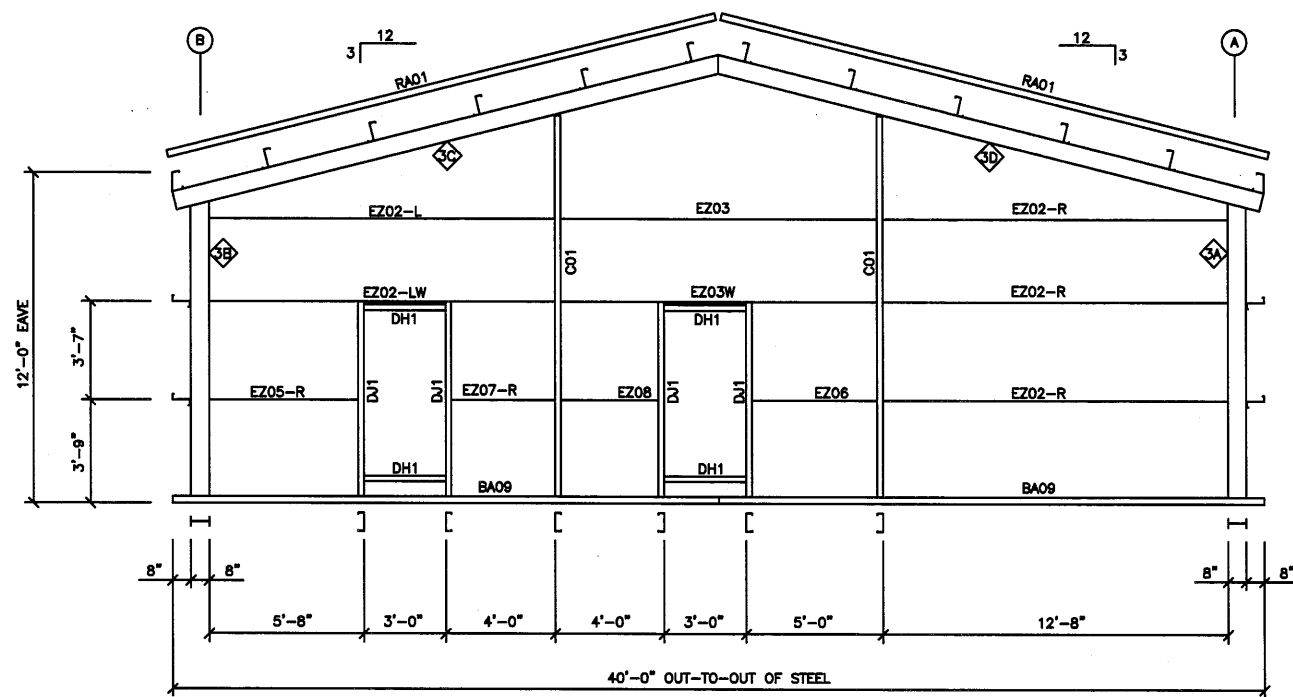 B
12
3
RA01
12
3
RA01
A
3C
3D
EZ02-L
EZ03
EZ02-R
3B
C01
C01
3A
12'-0" EAVE
3'-7"
3'-9"
EZ02-LW
EZ03W
EZ02-R
DH1
DH1
EZ05-R
DJ1
DJ1
EZ07-R
EZ08
DJ1
DJ1
EZ06
EZ02-R
DH1
DH1
BA09
BA09
8"
8"
8"
8"
5'-8"
3'-0"
4'-0"
4'-0"
3'-0"
5'-0"
12'-8"
40'-0" OUT-TO-OUT OF STEEL